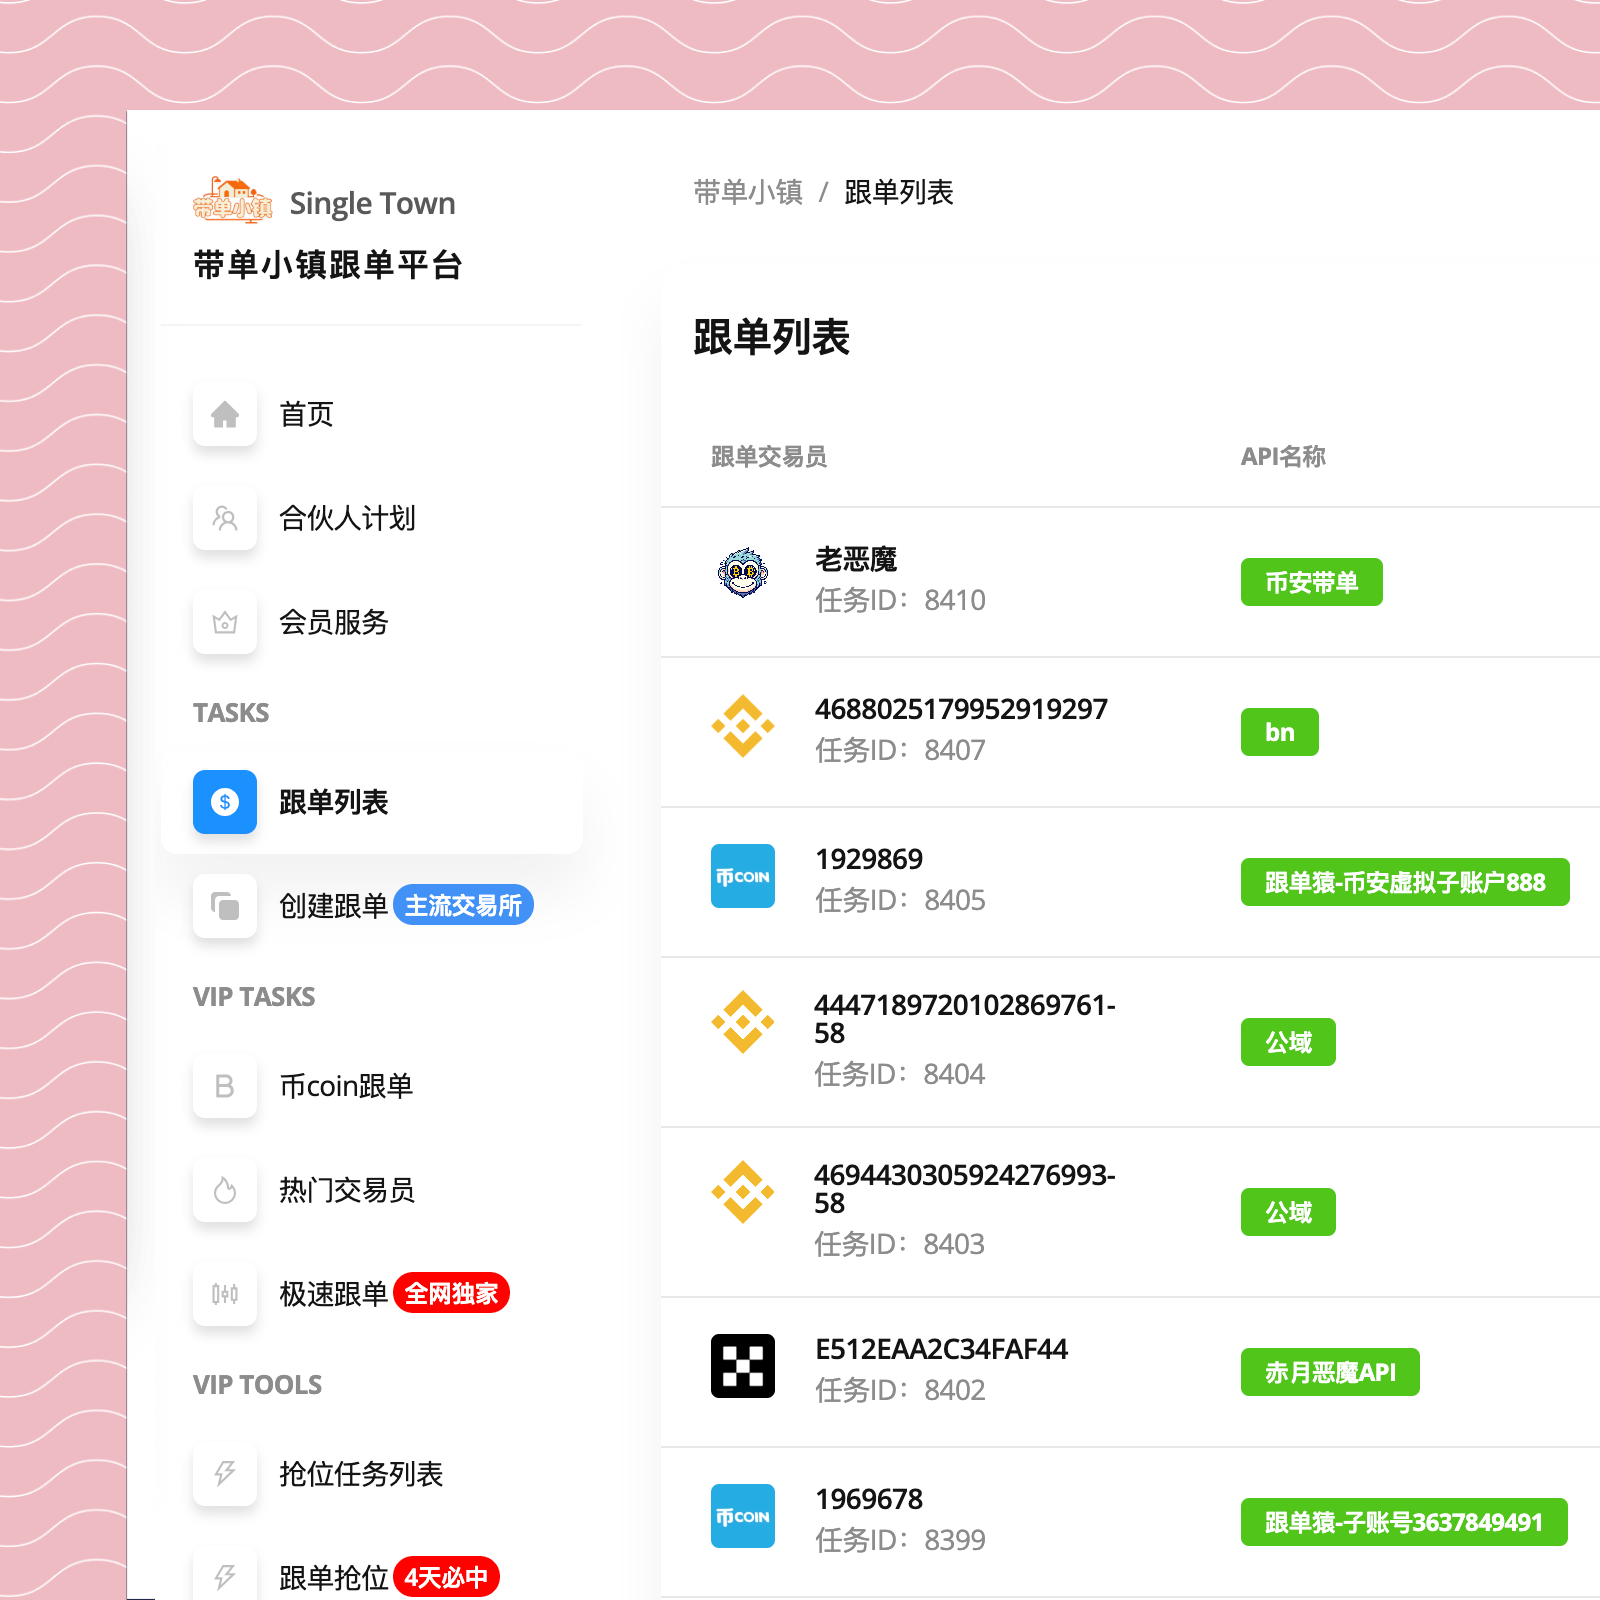 带单小镇
Single Town
带单小镇跟单平台
首页
合伙人计划
会员服务
TASKS
跟单列表
创建跟单 主流交易所
VIP TASKS
币coin跟单
热门交易员
极速跟单 全网独家
VIP TOOLS
抢位任务列表
跟单抢位 4天必中
带单小镇 / 跟单列表
跟单列表
跟单交易员 API名称
老恶魔
任务ID：8410
币安带单
4688025179952919297
任务ID：8407
bn
币COIN
1929869
任务ID：8405
跟单猿-币安虚拟子账户888
4447189720102869761-
58
任务ID：8404
公域
4694430305924276993-
58
任务ID：8403
公域
E512EAA2C34FAF44
任务ID：8402
赤月恶魔API
币COIN
1969678
任务ID：8399
跟单猿-子账号3637849491